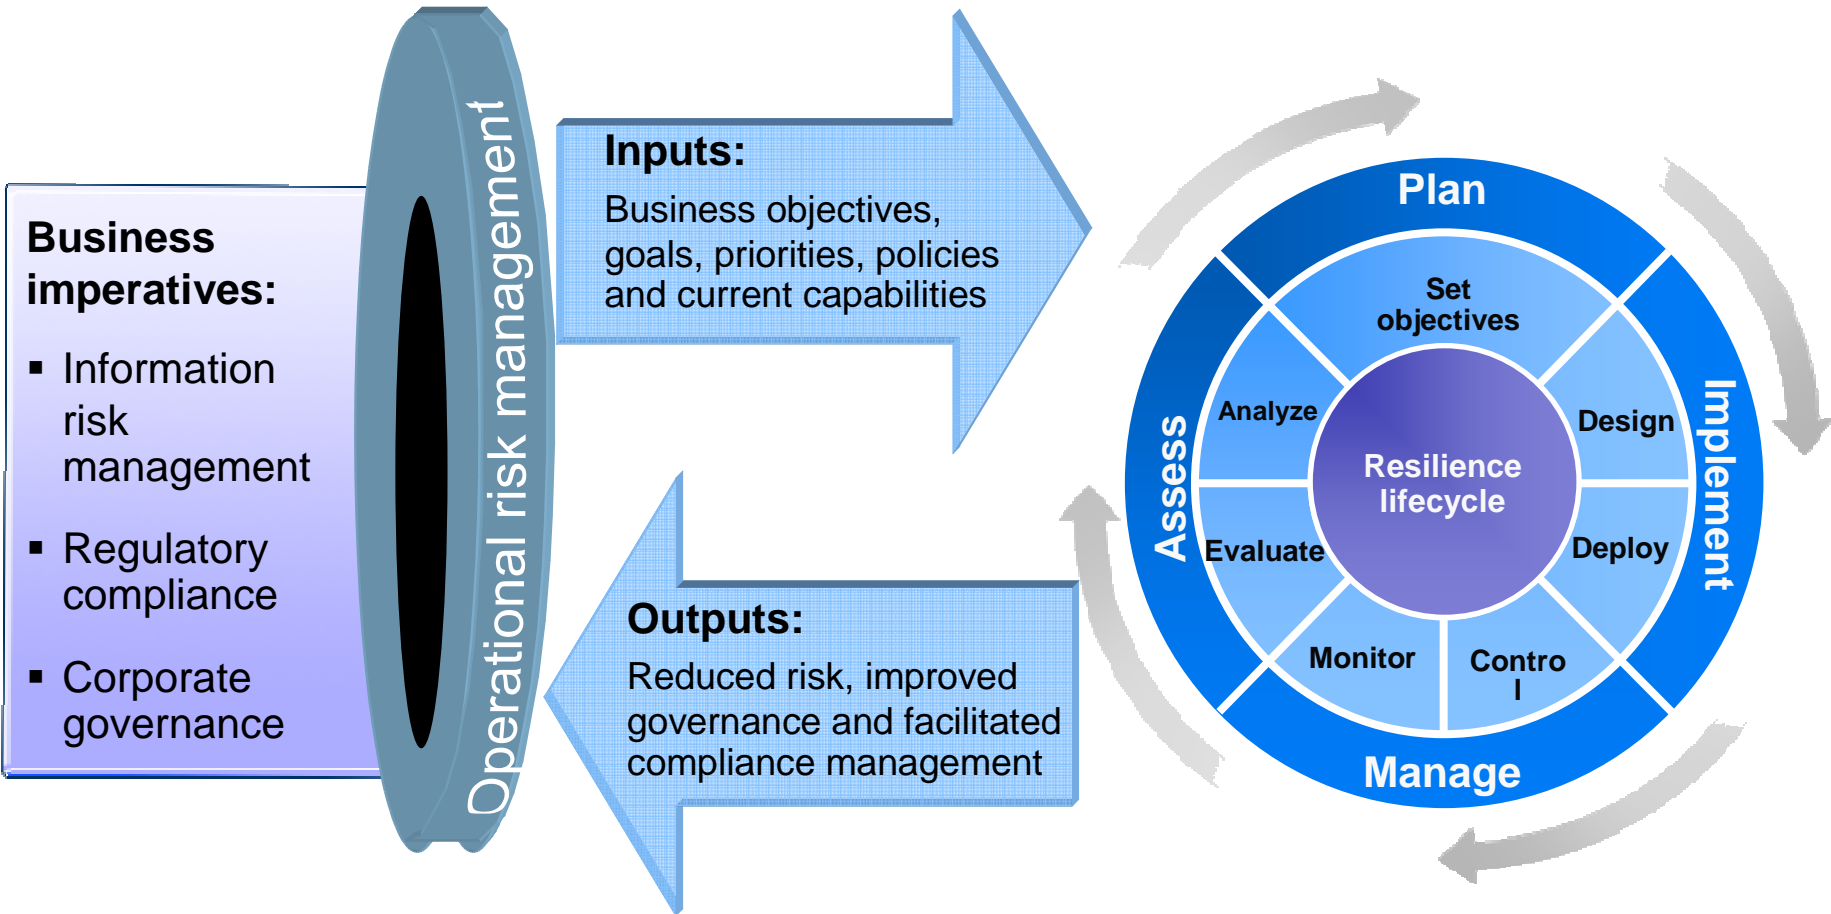 Business
imperatives:
▪ Information
risk
management
▪ Regulatory
compliance
▪ Corporate
governance
Operational risk management
Inputs:
Business objectives,
goals, priorities, policies
and current capabilities
Outputs:
Reduced risk, improved
governance and facilitated
compliance management
Plan
Set
objectives
Implement
Design
Deploy
Manage
Contro
l
Monitor
Assess
Evaluate
Analyze
Resilience
lifecycle